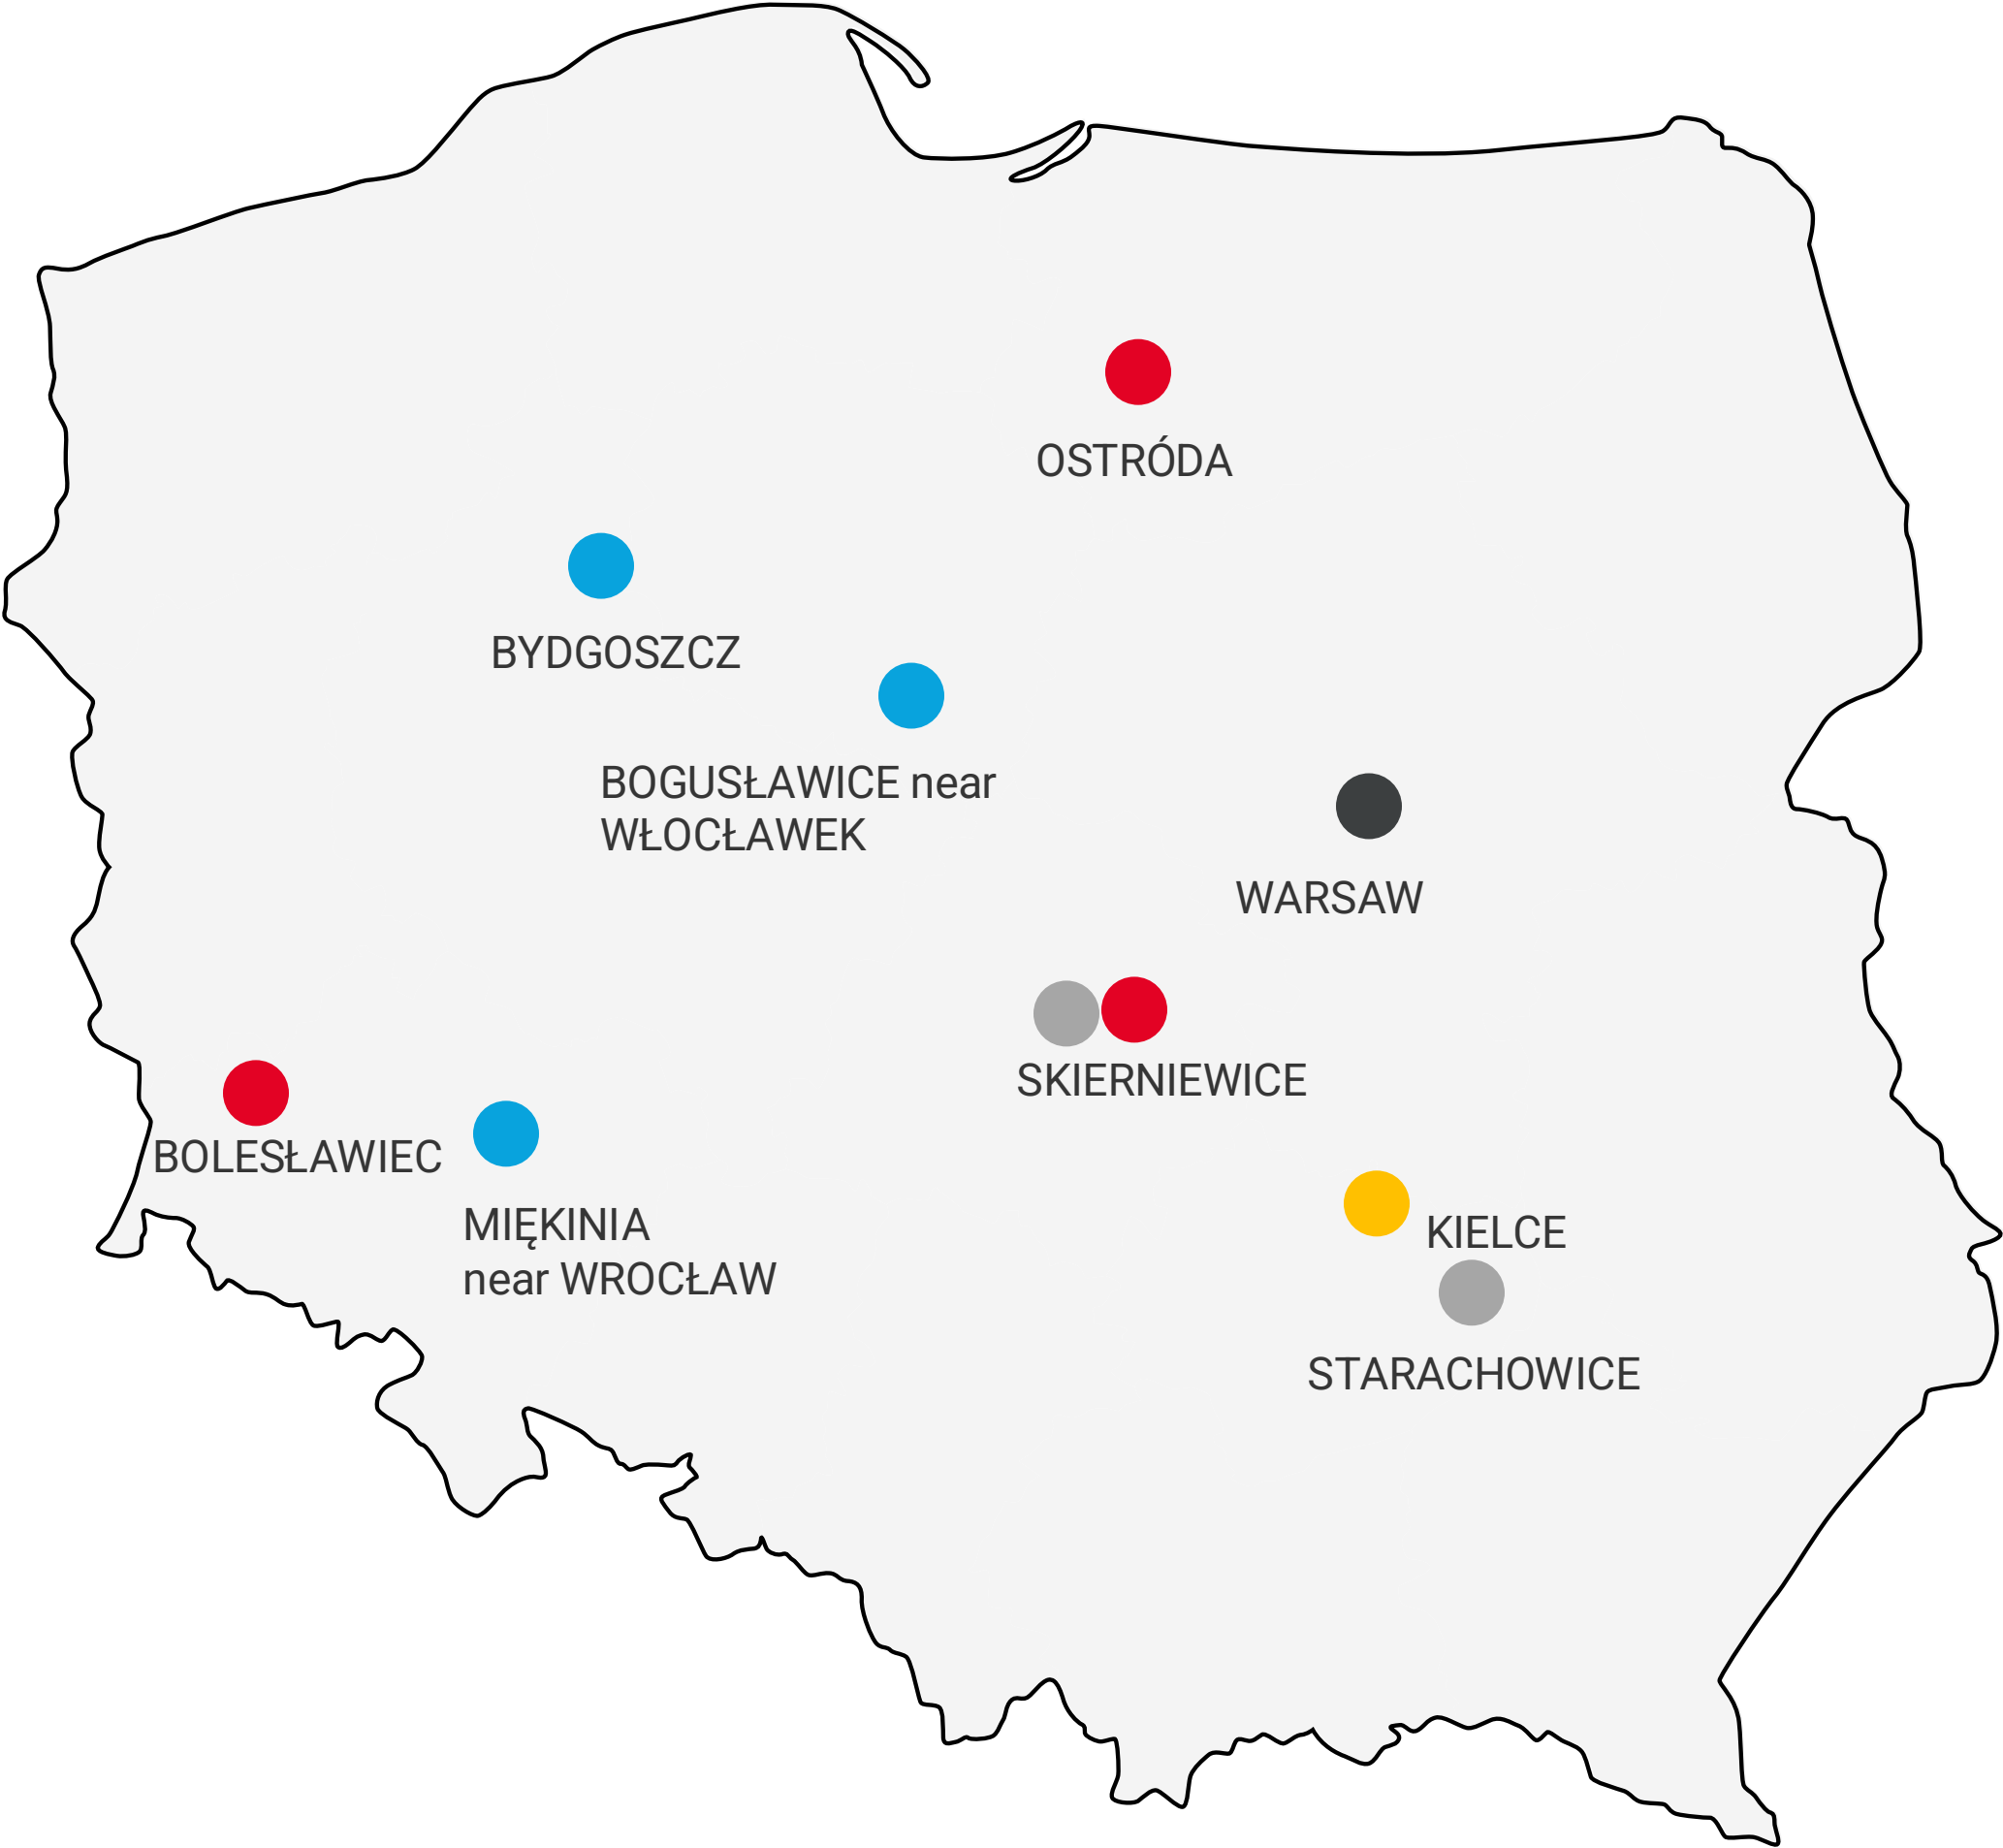 OSTRÓDA
BYDGOSZCZ
BOGUSŁAWICE near
WŁOCŁAWEK
WARSAW
SKIERNIEWICE
BOLESŁAWIEC
MIĘKINIA
near WROCŁAW
KIELCE
STARACHOWICE